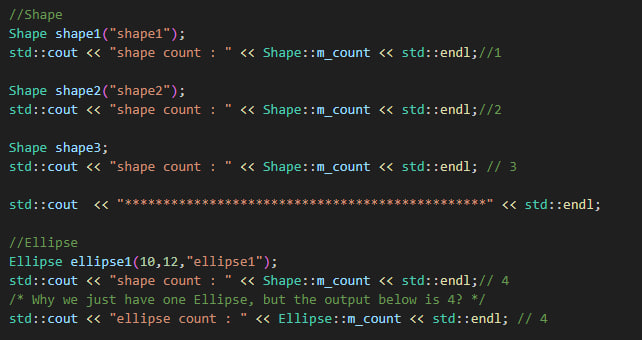 //Shape
Shape shape1("shape1");
std::cout << "shape count : " << Shape::m_count << std::endl;//1
Shape shape2("shape2");
std::cout << "shape count : " << Shape::m_count << std::endl;//2
Shape shape3;
std::cout << "shape count : " << Shape::m_count << std::endl; // 3
std::cout  << "***********************************************" << std::endl;
//Ellipse
Ellipse ellipse1(10,12,"ellipse1");
std::cout << "shape count : " << Shape::m_count << std::endl;// 4
/* Why we just have one Ellipse, but the output below is 4? */
std::cout << "ellipse count : " << Ellipse::m_count << std::endl; // 4